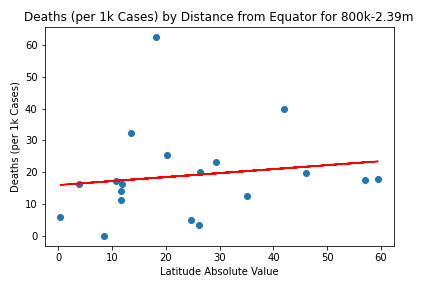 Deaths (per 1k Cases) by Distance from Equator for 800k-2.39m
60
50
40
30
20
10
0
Deaths (per 1k Cases)
0 10 20 30 40 50 60
Latitude Absolute Value